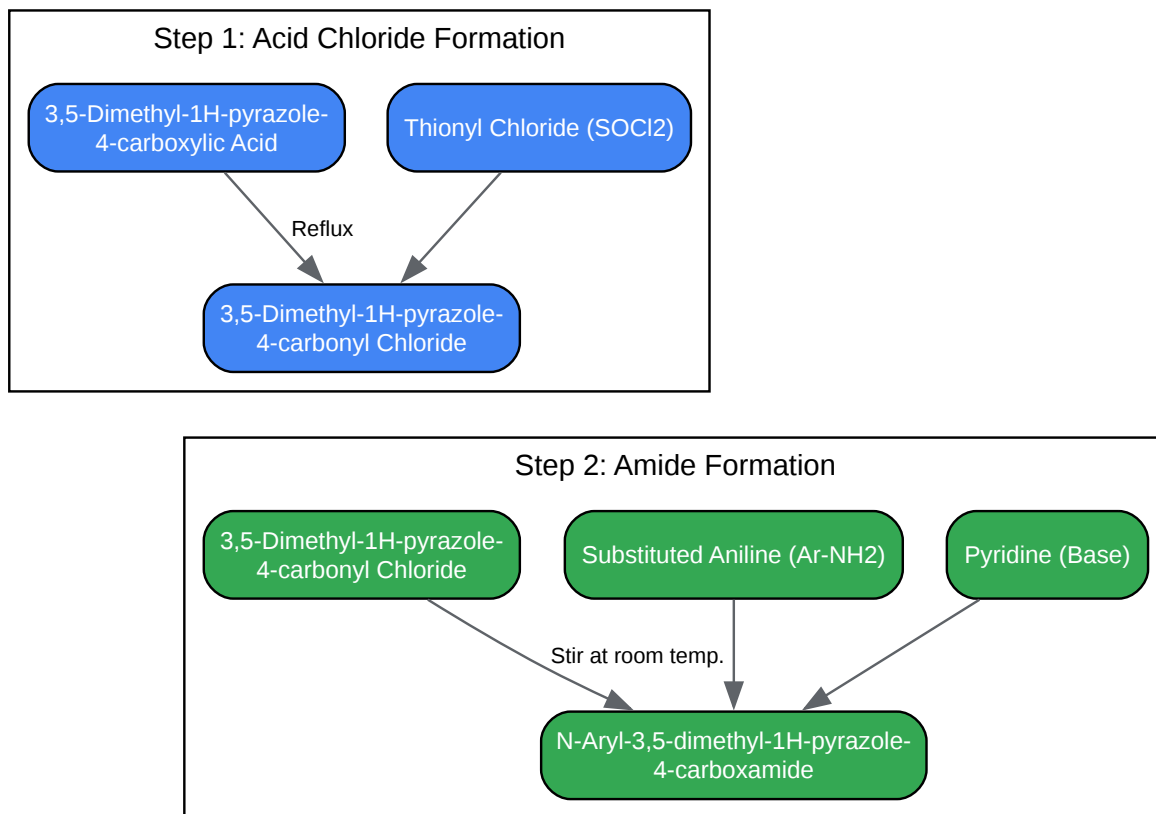 Step 1: Acid Chloride Formation
3,5-Dimethyl-1H-pyrazole-
4-carboxylic Acid
Thionyl Chloride (SOCl2)
Reflux
3,5-Dimethyl-1H-pyrazole-
4-carbonyl Chloride
Step 2: Amide Formation
3,5-Dimethyl-1H-pyrazole-
4-carbonyl Chloride
Substituted Aniline (Ar-NH2)
Pyridine (Base)
Stir at room temp.
N-Aryl-3,5-dimethyl-1H-pyrazole-
4-carboxamide